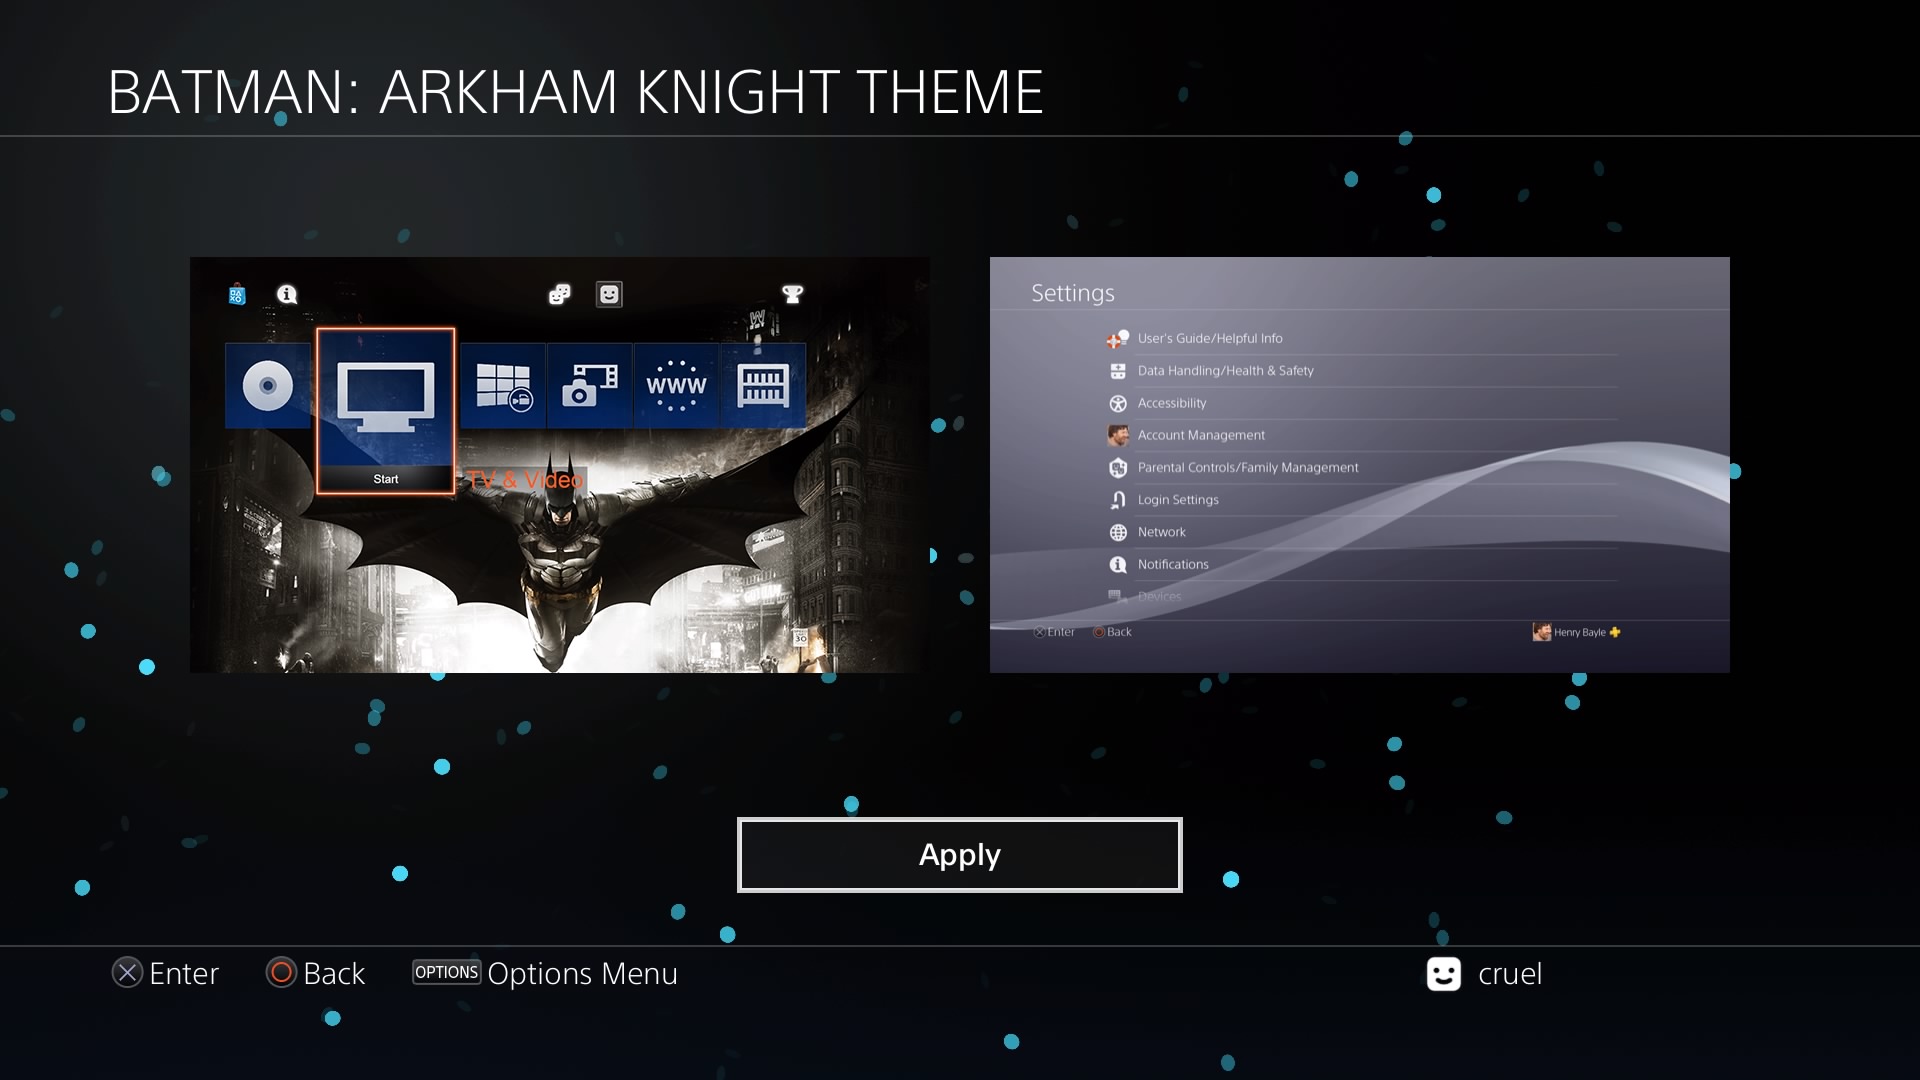 BATMAN: ARKHAM KNIGHT THEME
WWW
Start
TV & Video
Settings
User's Guide/Helpful Info
Data Handling/Health & Safety
Accessibility
Account Management
Parental Controls/Family Management
Login Settings
Network
Notifications
Devices
Enter
Back
Henry Bayle
Apply
Enter
Back
OPTIONS Options Menu
cruel